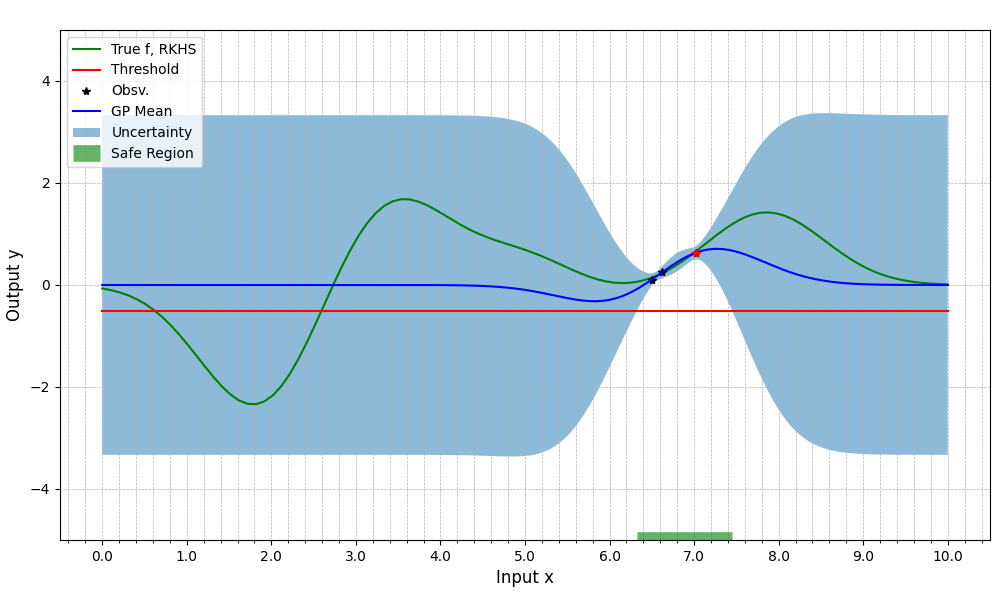 True f, RKHS
Threshold
Obsv.
GP Mean
Uncertainty
Safe Region
4
2
0
−2
−4
Output y
0.0 1.0 2.0 3.0 4.0 5.0 6.0 7.0 8.0 9.0 10.0
Input x